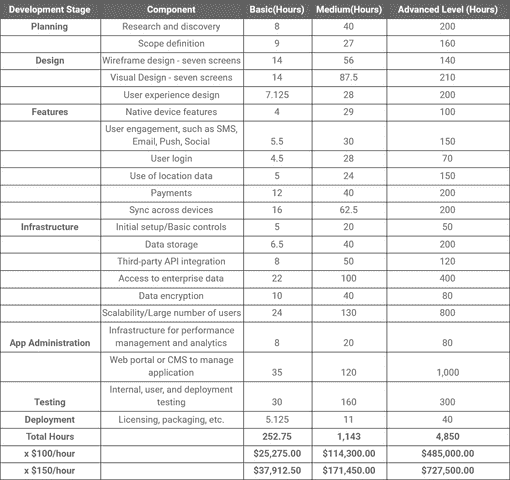 Development Stage Component Basic(Hours) Medium(Hours) Advanced Level (Hours)
Planning Research and discovery 8 40 200
Scope definition 9 27 160
Design Wireframe design - seven screens 14 56 140
Visual Design - seven screens 14 87.5 210
User experience design 7.125 28 200
Features Native device features 4 29 100
User engagement, such as SMS,
Email, Push, Social 5.5 30 150
User login 4.5 28 70
Use of location data 5 24 150
Payments 12 40 200
Sync across devices 16 62.5 200
Infrastructure Initial setup/Basic controls 5 20 50
Data storage 6.5 40 200
Third-party API integration 8 50 120
Access to enterprise data 22 100 400
Data encryption 10 40 80
Scalability/Large number of users 24 130 800
Infrastructure for performance
App Administration management and analytics 8 20 80
Web portal or CMS to manage
application 35 120 1,000
Internal, user, and deployment
Testing testing 30 160 300
Deployment Licensing, packaging, etc. 5.125 11 40
Total Hours 252.75 1,143 4,850
x $100/hour $25,275.00 $114,300.00 $485,000.00
x $150/hour $37,912.50 $171,450.00 $727,500.00